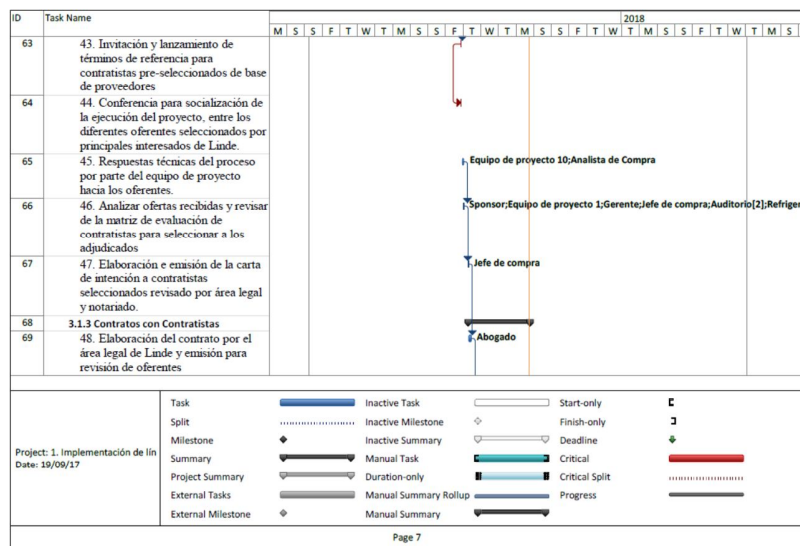 ID Task Name 2018
M S S F T W T M S S F T W T M S S F T W T M S S F T W T M S
63 43. Invitación y lanzamiento de
términos de referencia para
contratistas pre-seleccionados de base
de proveedores
64 44. Conferencia para socialización de
la ejecución del proyecto, entre los
diferentes oferentes seleccionados por
principales interesados de Linde.
65 45. Respuestas técnicas del proceso
por parte del equipo de proyecto
hacia los oferentes.
Equipo de proyecto 10;Analista de Compra
66 46. Analizar ofertas recibidas y revisar
de la matriz de evaluación de
contratistas para seleccionar a los
adjudicados
Sponsor;Equipo de proyecto 1;Gerente;Jefe de compra;Auditorio[2];Refriger
67 47. Elaboración e emisión de la carta
de intención a contratistas
seleccionados revisado por área legal
y notariado.
Jefe de compra
68 3.1.3 Contratos con Contratistas
69 48. Elaboración del contrato por el
área legal de Linde y emisión para
revisión de oferentes
Abogado
Project: 1. Implementación de lín
Date: 19/09/17
Task
Split
Milestone
Summary
Project Summary
External Tasks
External Milestone
Inactive Task
Inactive Milestone
Inactive Summary
Manual Task
Duration-only
Manual Summary Rollup
Manual Summary
Start-only
Finish-only
Deadline
Critical
Critical Split
Progress
Page 7